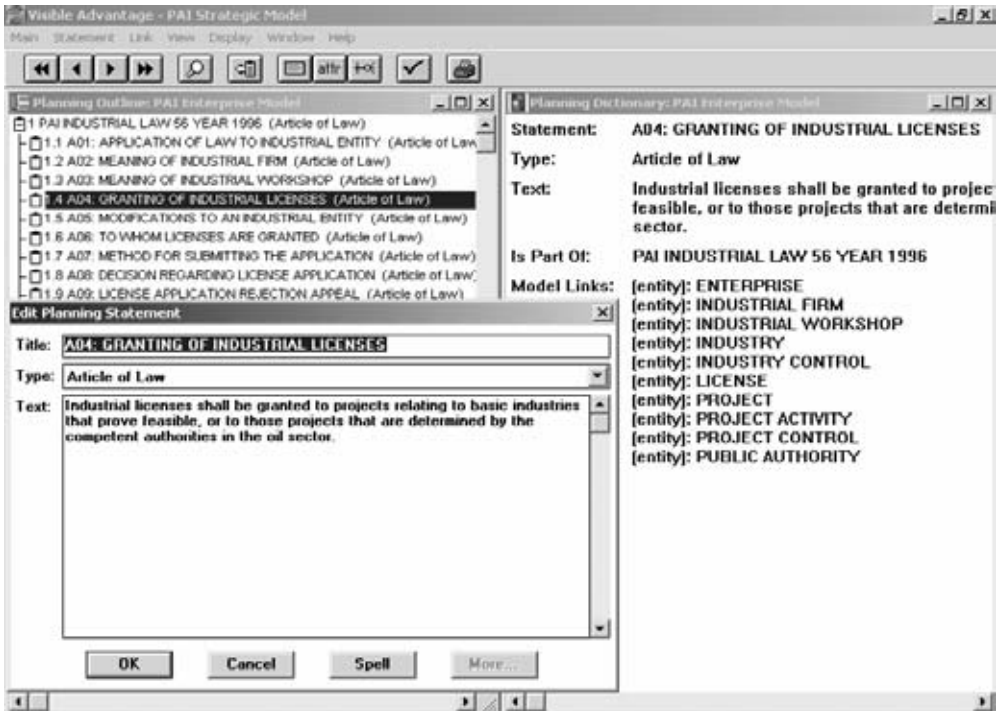 Visible Advantage - PAI Strategic Model
Main Statement Link View Display Window Help
attr
Planning Outline: PAI Enterprise Model
1 PAI INDUSTRIAL LAW 56 YEAR 1996 (Article of Law)
1.1 A01: APPLICATION OF LAW TO INDUSTRIAL ENTITY (Article of Law
1.2 A02: MEANING OF INDUSTRIAL FIRM (Article of Law)
1.3 A03: MEANING OF INDUSTRIAL WORKSHOP (Article of Law)
1.4 A04: GRANTING OF INDUSTRIAL LICENSES (Article of Law)
1.5 A05: MODIFICATIONS TO AN INDUSTRIAL ENTITY (Article of Law)
1.6 A06: TO WHOM LICENSES ARE GRANTED (Article of Law)
1.7 A07: METHOD FOR SUBMITTING THE APPLICATION (Article of Law)
1.8 A08: DECISION REGARDING LICENSE APPLICATION (Article of Law)
1.9 A09: LICENSE APPLICATION REJECTION APPEAL (Article of Law)
Edit Planning Statement
Title: A04: GRANTING OF INDUSTRIAL LICENSES
Type: Article of Law
Text: Industrial licenses shall be granted to projects relating to basic industries
that prove feasible, or to those projects that are determined by the
competent authorities in the oil sector.
OK Cancel Spell More...
Planning Dictionary: PAI Enterprise Model
Statement: A04: GRANTING OF INDUSTRIAL LICENSES
Type: Article of Law
Text: Industrial licenses shall be granted to projec
feasible, or to those projects that are determi
sector.
Is Part Of: PAI INDUSTRIAL LAW 56 YEAR 1996
Model Links: [entity]: ENTERPRISE
[entity]: INDUSTRIAL FIRM
[entity]: INDUSTRIAL WORKSHOP
[entity]: INDUSTRY
[entity]: INDUSTRY CONTROL
[entity]: LICENSE
[entity]: PROJECT
[entity]: PROJECT ACTIVITY
[entity]: PROJECT CONTROL
[entity]: PUBLIC AUTHORITY